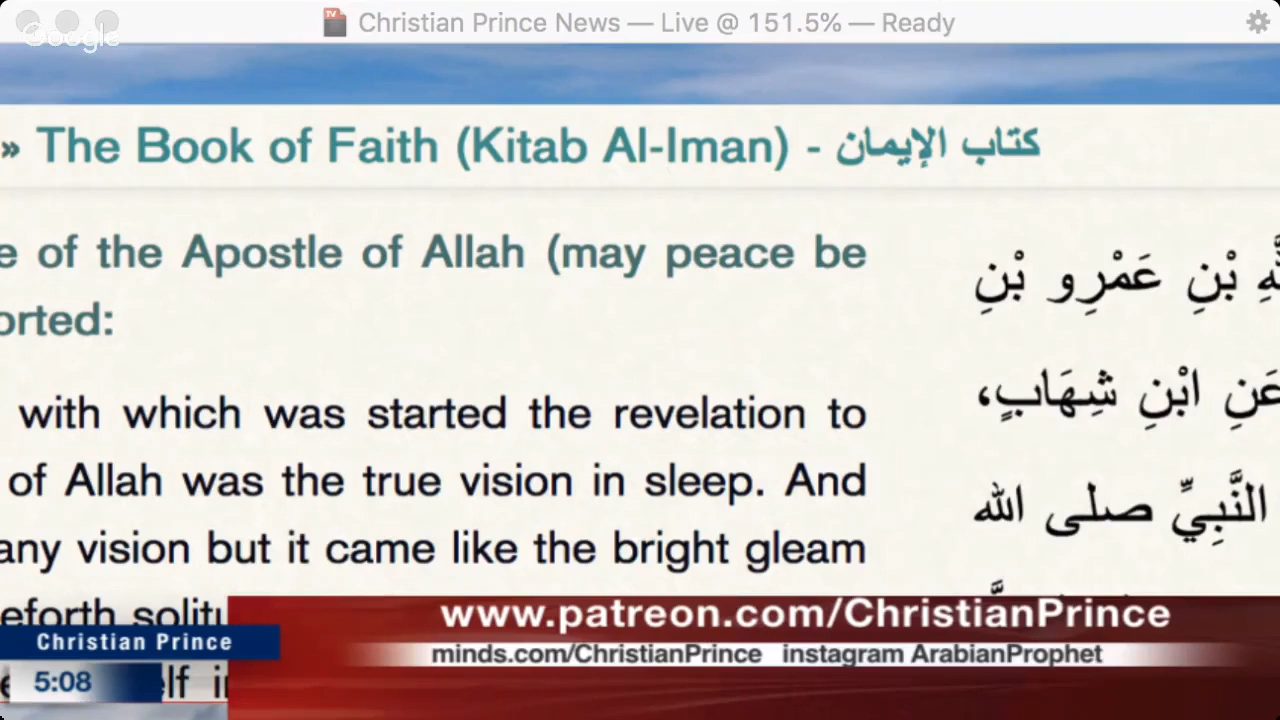 Christian Prince News — Live @ 151.5% — Ready
Google
» The Book of Faith (Kitab Al-Iman) - كتاب الإيمان
e of the Apostle of Allah (may peace be
orted:
with which was started the revelation to
of Allah was the true vision in sleep. And
any vision but it came like the bright gleam
eforth solitu
elf i
بْنِ عَمْرِو بْنِ
عَنِ ابْنِ شِهَابٍ،
النَّبِيِّ صلى الله
www.patreon.com/ChristianPrince
Christian Prince
minds.com/ChristianPrince instagram ArabianProphet
5:08